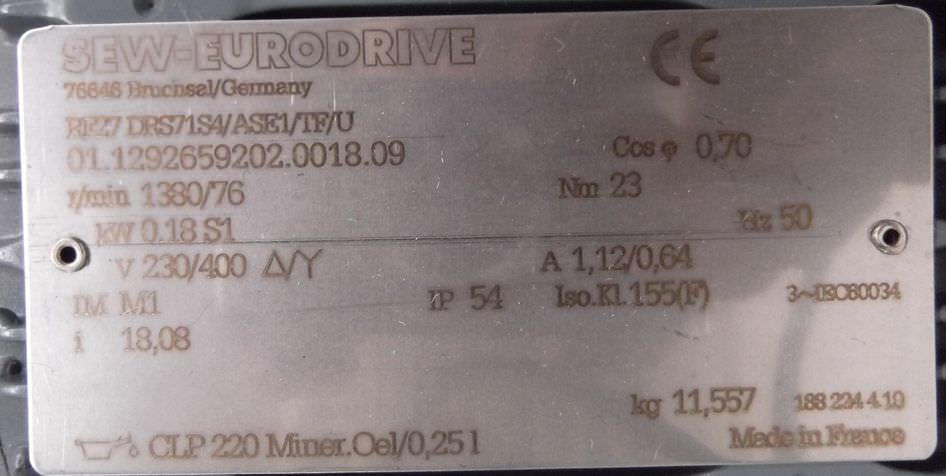 SEW-EURODRIVE CE
76646 Bruchsal/Germany
RF27 DRS71S4/ASE1/TF/U
01.1292659202.0018.09 Cos φ 0,70
r/min 1380/76 Nm 23
kW 0.18 S1 Hz 50
V 230/400 Δ/Y A 1,12/0,64
IM M1 IP 54 Iso.Kl. 155(F) 3~IEC60034
i 18,08
kg 11,557 188 224 4.10
CLP 220 Miner.Oel/0,25 l Made in France